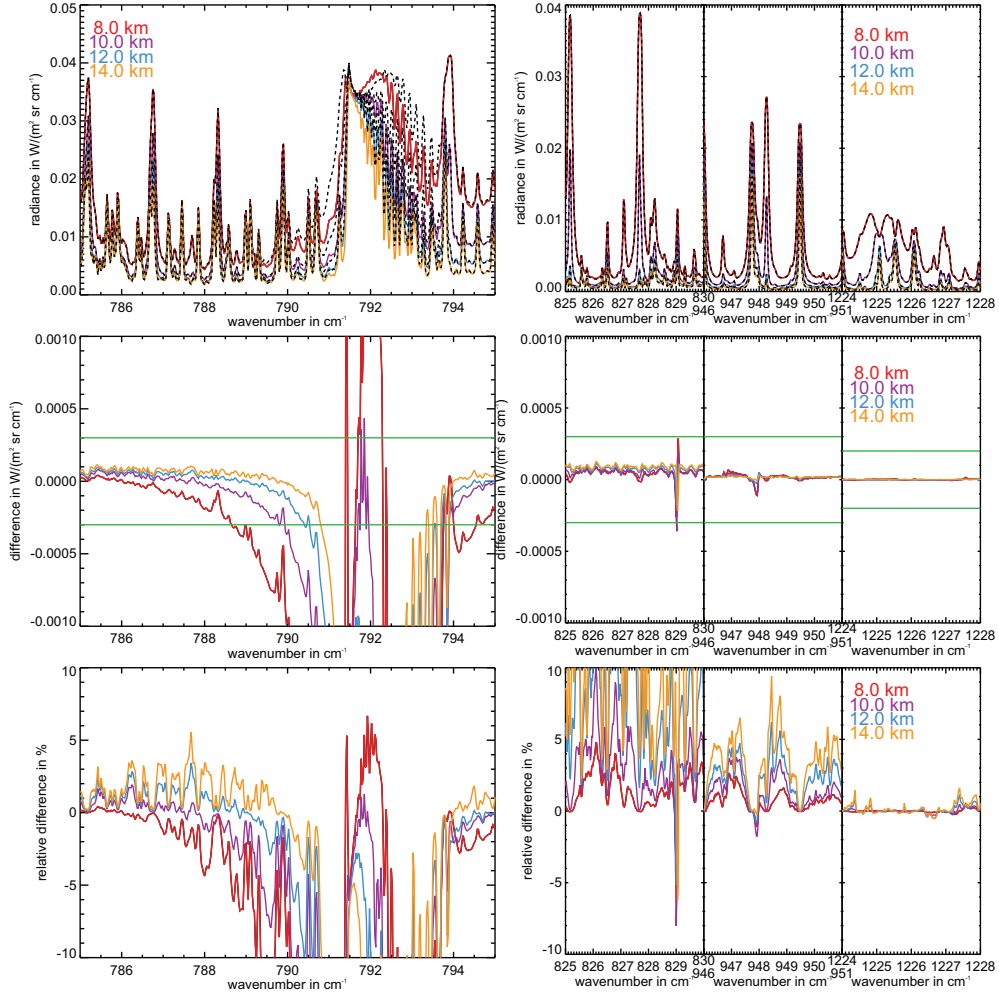 0.05
0.04
0.03
0.02
0.01
0.00
radiance in W/(m² sr cm⁻¹)
8.0 km
10.0 km
12.0 km
14.0 km
786 788 790 792 794
wavenumber in cm⁻¹
0.04
0.03
0.02
0.01
0.00
radiance in W/(m² sr cm⁻¹)
8.0 km
10.0 km
12.0 km
14.0 km
825 826 827 828 829 830
946 947 948 949 950 951
1224 1225 1226 1227 1228
wavenumber in cm⁻¹ wavenumber in cm⁻¹ wavenumber in cm⁻¹
0.0010
0.0005
0.0000
-0.0005
-0.0010
difference in W/(m² sr cm⁻¹)
786 788 790 792 794
wavenumber in cm⁻¹
0.0010
0.0005
0.0000
-0.0005
-0.0010
difference in W/(m² sr cm⁻¹)
8.0 km
10.0 km
12.0 km
14.0 km
825 826 827 828 829 830
946 947 948 949 950 951
1224 1225 1226 1227 1228
wavenumber in cm⁻¹ wavenumber in cm⁻¹ wavenumber in cm⁻¹
10
5
0
-5
-10
relative difference in %
786 788 790 792 794
wavenumber in cm⁻¹
10
5
0
-5
-10
relative difference in %
8.0 km
10.0 km
12.0 km
14.0 km
825 826 827 828 829 830
946 947 948 949 950 951
1224 1225 1226 1227 1228
wavenumber in cm⁻¹ wavenumber in cm⁻¹ wavenumber in cm⁻¹